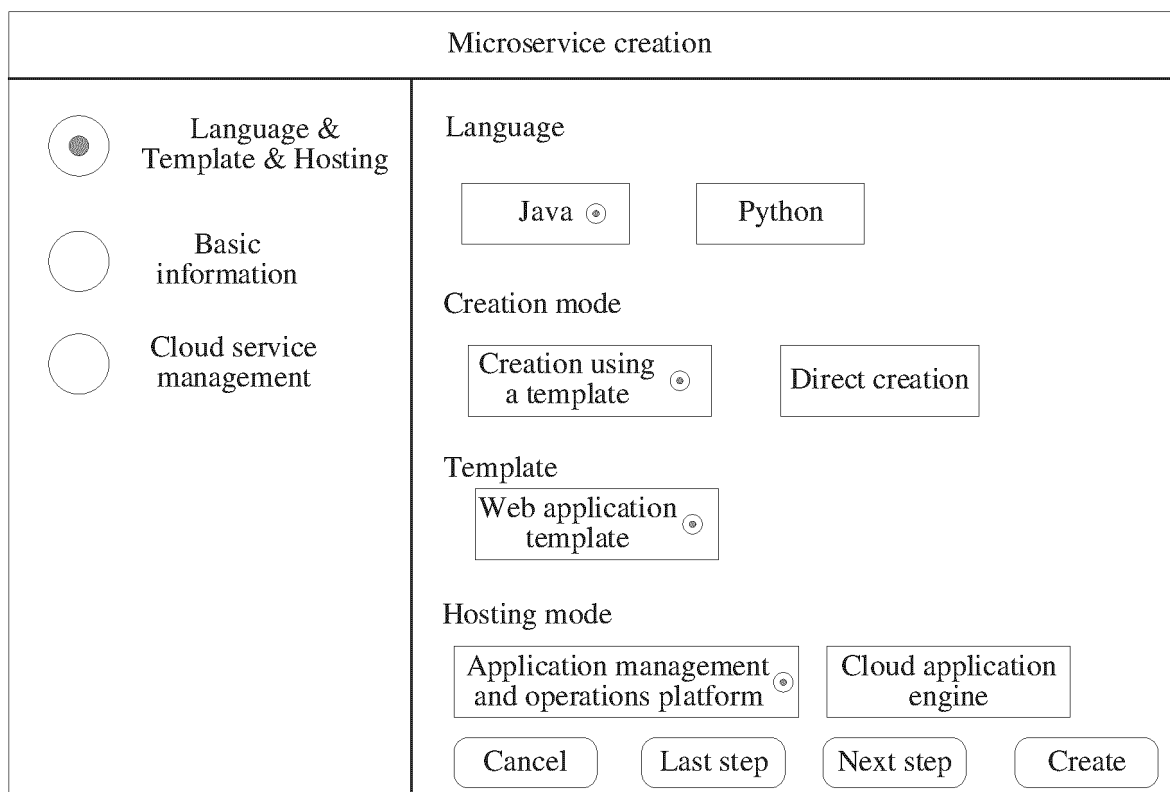 Microservice creation
Language &
Template & Hosting
Basic
information
Cloud service
management
Language
Java
Python
Creation mode
Creation using
a template
Direct creation
Template
Web application
template
Hosting mode
Application management
and operations platform
Cloud application
engine
Cancel
Last step
Next step
Create